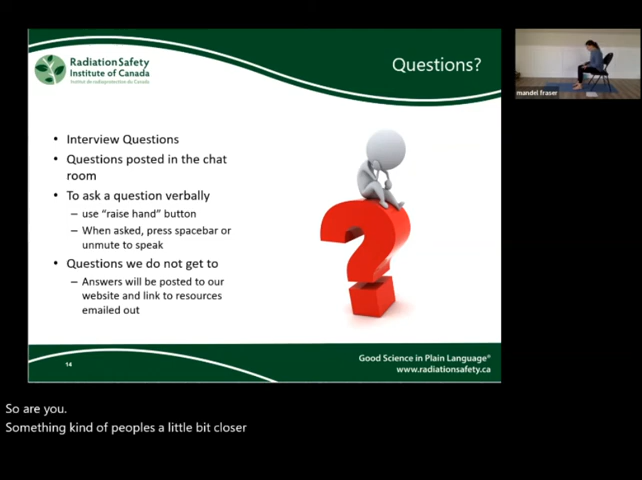 Radiation Safety
Institute of Canada
Institut de radioprotection du Canada
Questions?
mandel fraser
• Interview Questions
• Questions posted in the chat
room
• To ask a question verbally
– use “raise hand” button
– When asked, press spacebar or
unmute to speak
• Questions we do not get to
– Answers will be posted to our
website and link to resources
emailed out
?
14
Good Science in Plain Language®
www.radiationsafety.ca
So are you.
Something kind of peoples a little bit closer